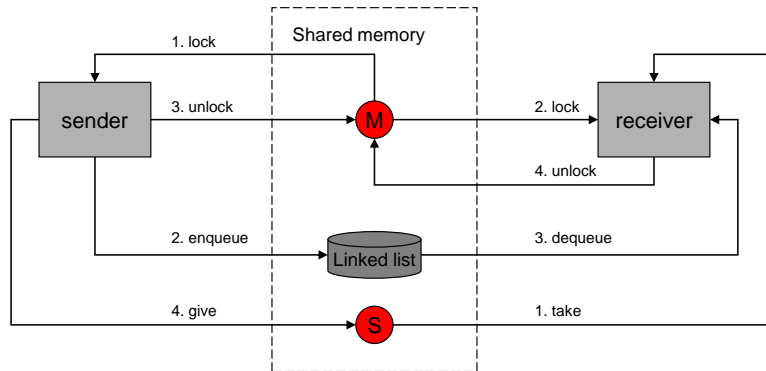 Shared memory
1. lock
sender
3. unlock
M
2. lock
receiver
4. unlock
2. enqueue
Linked list
3. dequeue
4. give
S
1. take